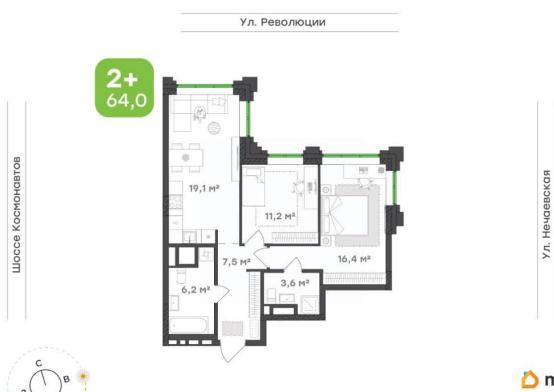 Ул. Революции
2+
64,0
Шоссе Космонавтов
Ул. Нечаевская
19,1 м²
11,2 м²
16,4 м²
7,5 м²
3,6 м²
6,2 м²
С
В